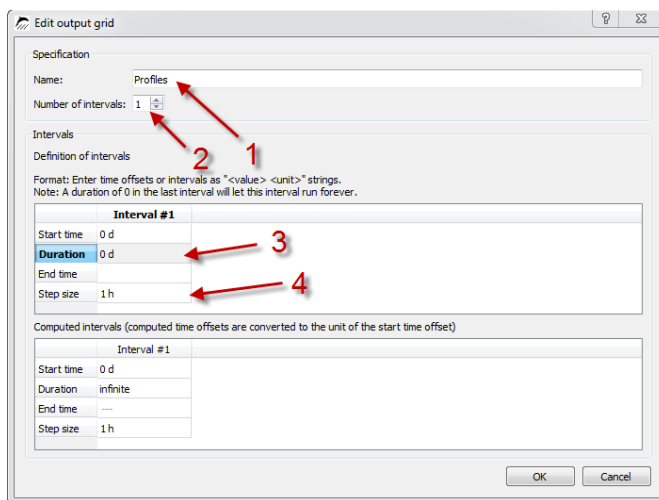 Edit output grid
Specification
Name: Profiles
Number of intervals: 1
2 1
Intervals
Definition of intervals
Format: Enter time offsets or intervals as "<value> <unit>" strings.
Note: A duration of 0 in the last interval will let this interval run forever.
Interval #1
Start time 0 d
Duration 0 d 3
End time
Step size 1 h 4
Computed intervals (computed time offsets are converted to the unit of the start time offset)
Interval #1
Start time 0 d
Duration infinite
End time ---
Step size 1 h
OK Cancel